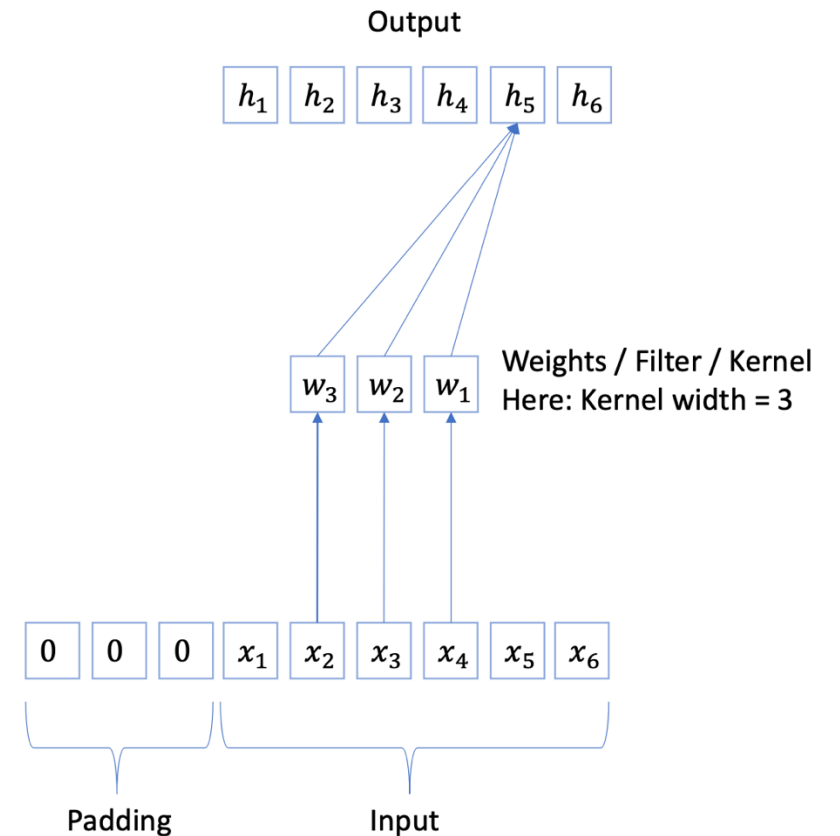 Output
h₁ h₂ h₃ h₄ h₅ h₆
w₃ w₂ w₁
Weights / Filter / Kernel
Here: Kernel width = 3
0 0 0 x₁ x₂ x₃ x₄ x₅ x₆
Padding Input